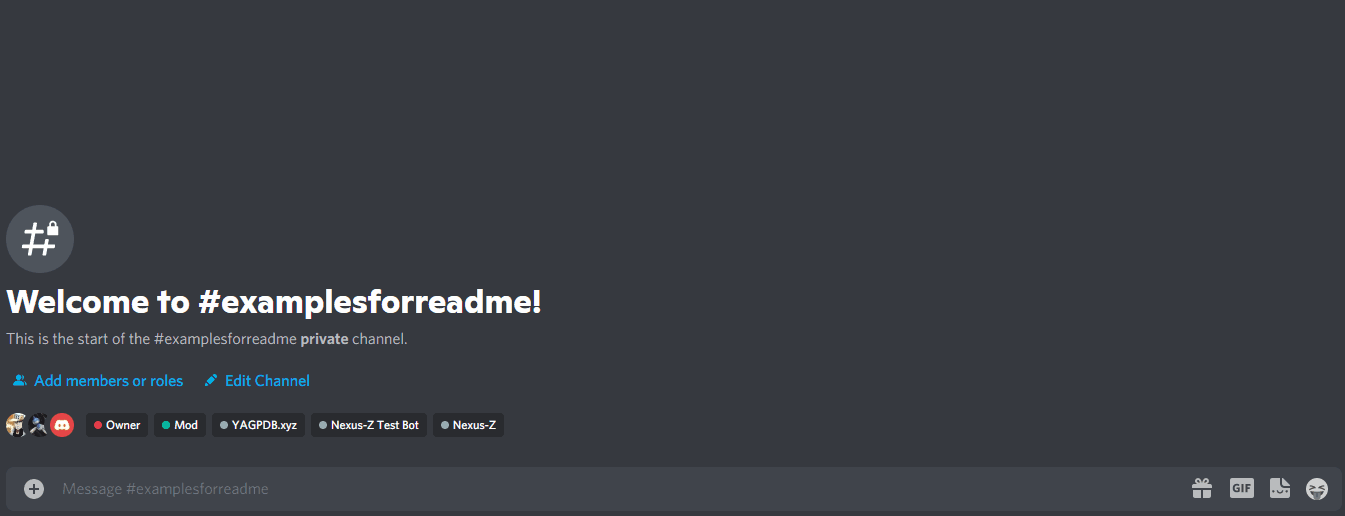 Welcome to #examplesforreadme!
This is the start of the #examplesforreadme private channel.
Add members or roles Edit Channel
Owner Mod YAGPDB.xyz Nexus-Z Test Bot Nexus-Z
Message #examplesforreadme GIF